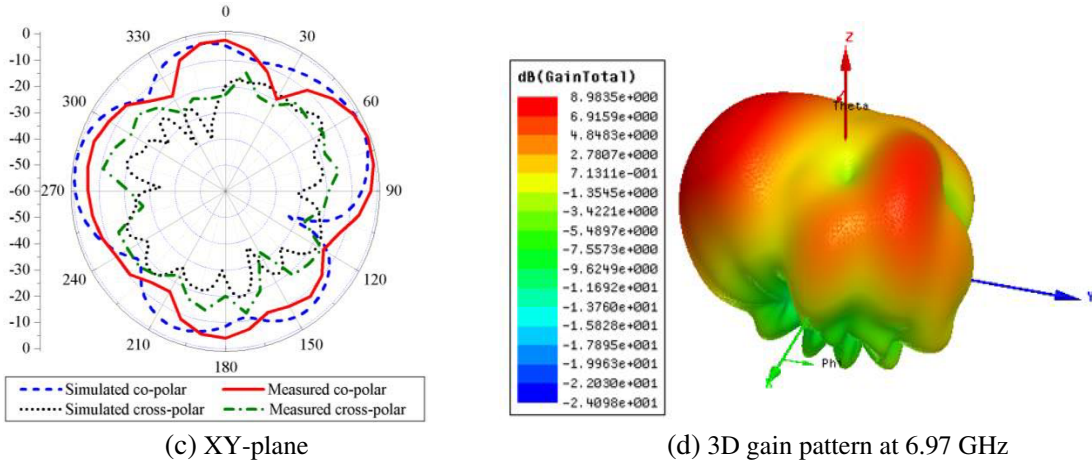 0
330
30
300
60
270
90
240
120
210
150
180
0
-10
-20
-30
-40
-50
-60
-50
-40
-30
-20
-10
0
Simulated co-polar
Measured co-polar
Simulated cross-polar
Measured cross-polar
(c) XY-plane
dB(GainTotal)
8.9835e+000
6.9159e+000
4.8483e+000
2.7807e+000
7.1311e-001
-1.3545e+000
-3.4221e+000
-5.4897e+000
-7.5573e+000
-9.6249e+000
-1.1692e+001
-1.3760e+001
-1.5828e+001
-1.7895e+001
-1.9963e+001
-2.2030e+001
-2.4098e+001
Z
Theta
Y
Phi
X
(d) 3D gain pattern at 6.97 GHz